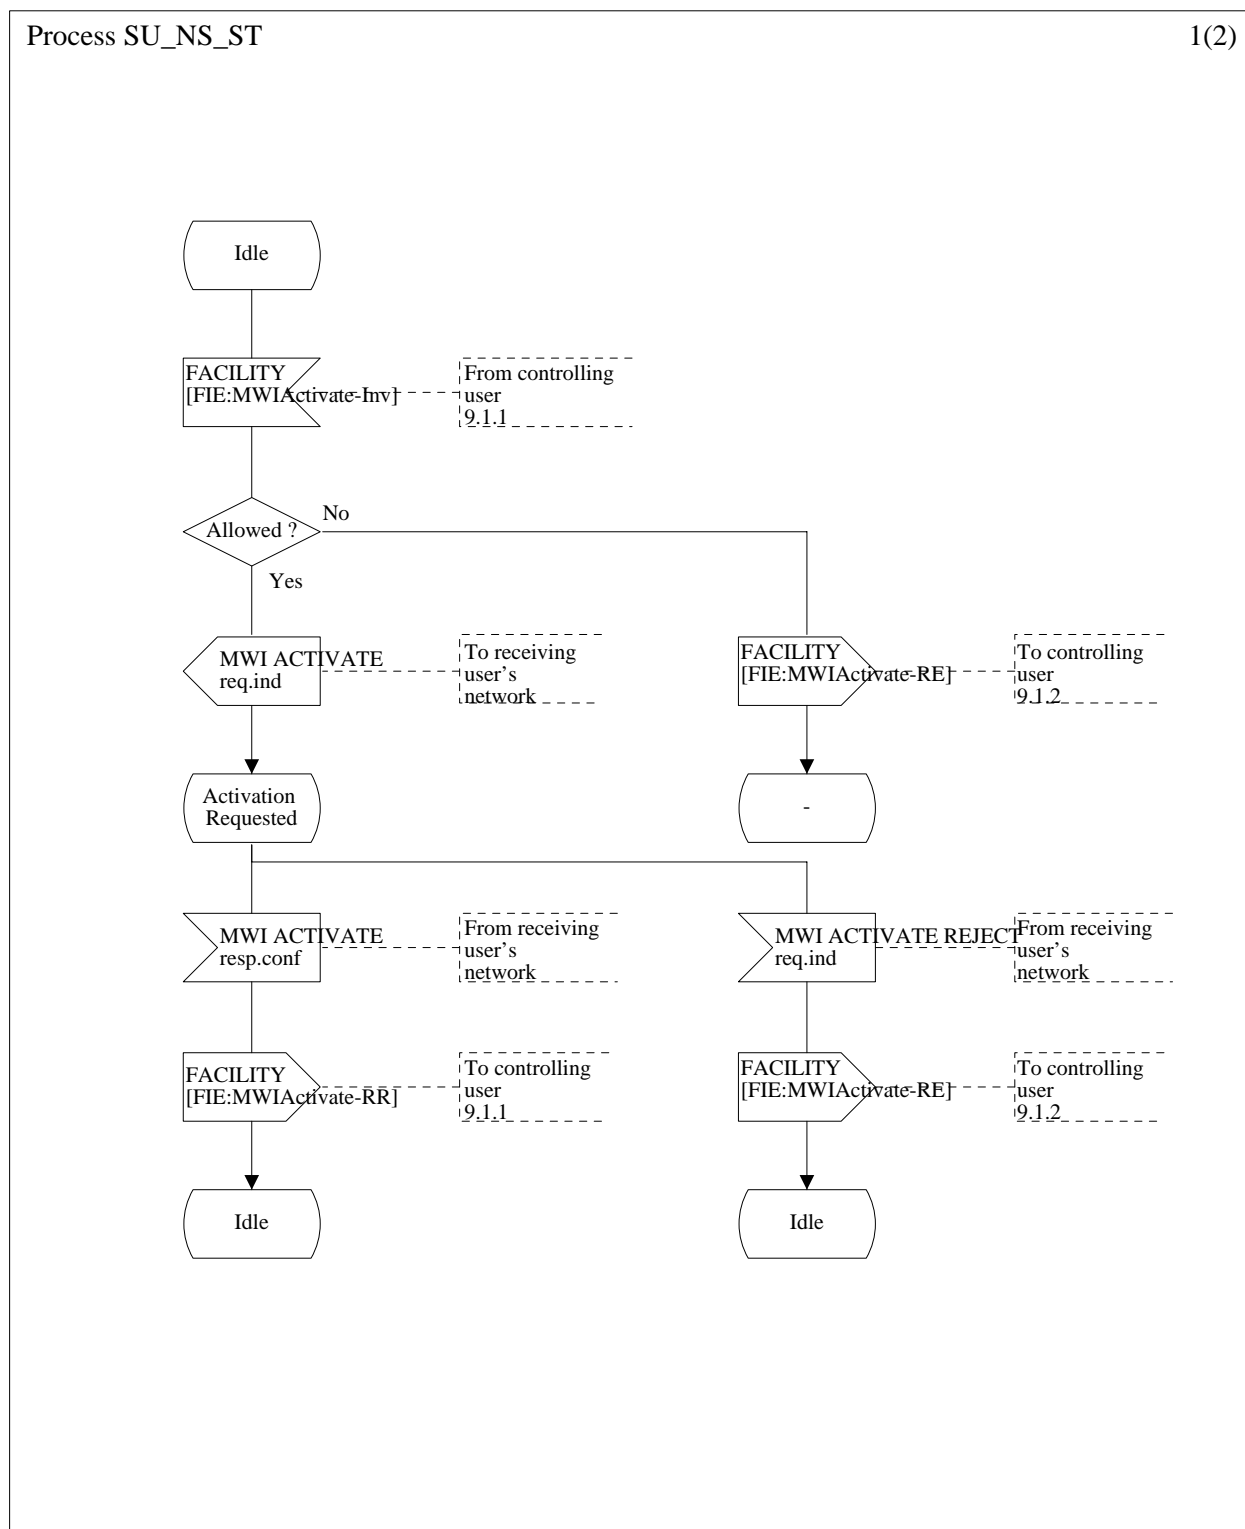 Process SU_NS_ST
1(2)
Idle
FACILITY
[FIE:MWIActivate-Inv]
From controlling
user
9.1.1
Allowed ?
No
Yes
MWI ACTIVATE
req.ind
To receiving
user's
network
FACILITY
[FIE:MWIActivate-RE]
To controlling
user
9.1.2
Activation
Requested
-
MWI ACTIVATE
resp.conf
From receiving
user's
network
MWI ACTIVATE REJECT
req.ind
From receiving
user's
network
FACILITY
[FIE:MWIActivate-RR]
To controlling
user
9.1.1
FACILITY
[FIE:MWIActivate-RE]
To controlling
user
9.1.2
Idle
Idle